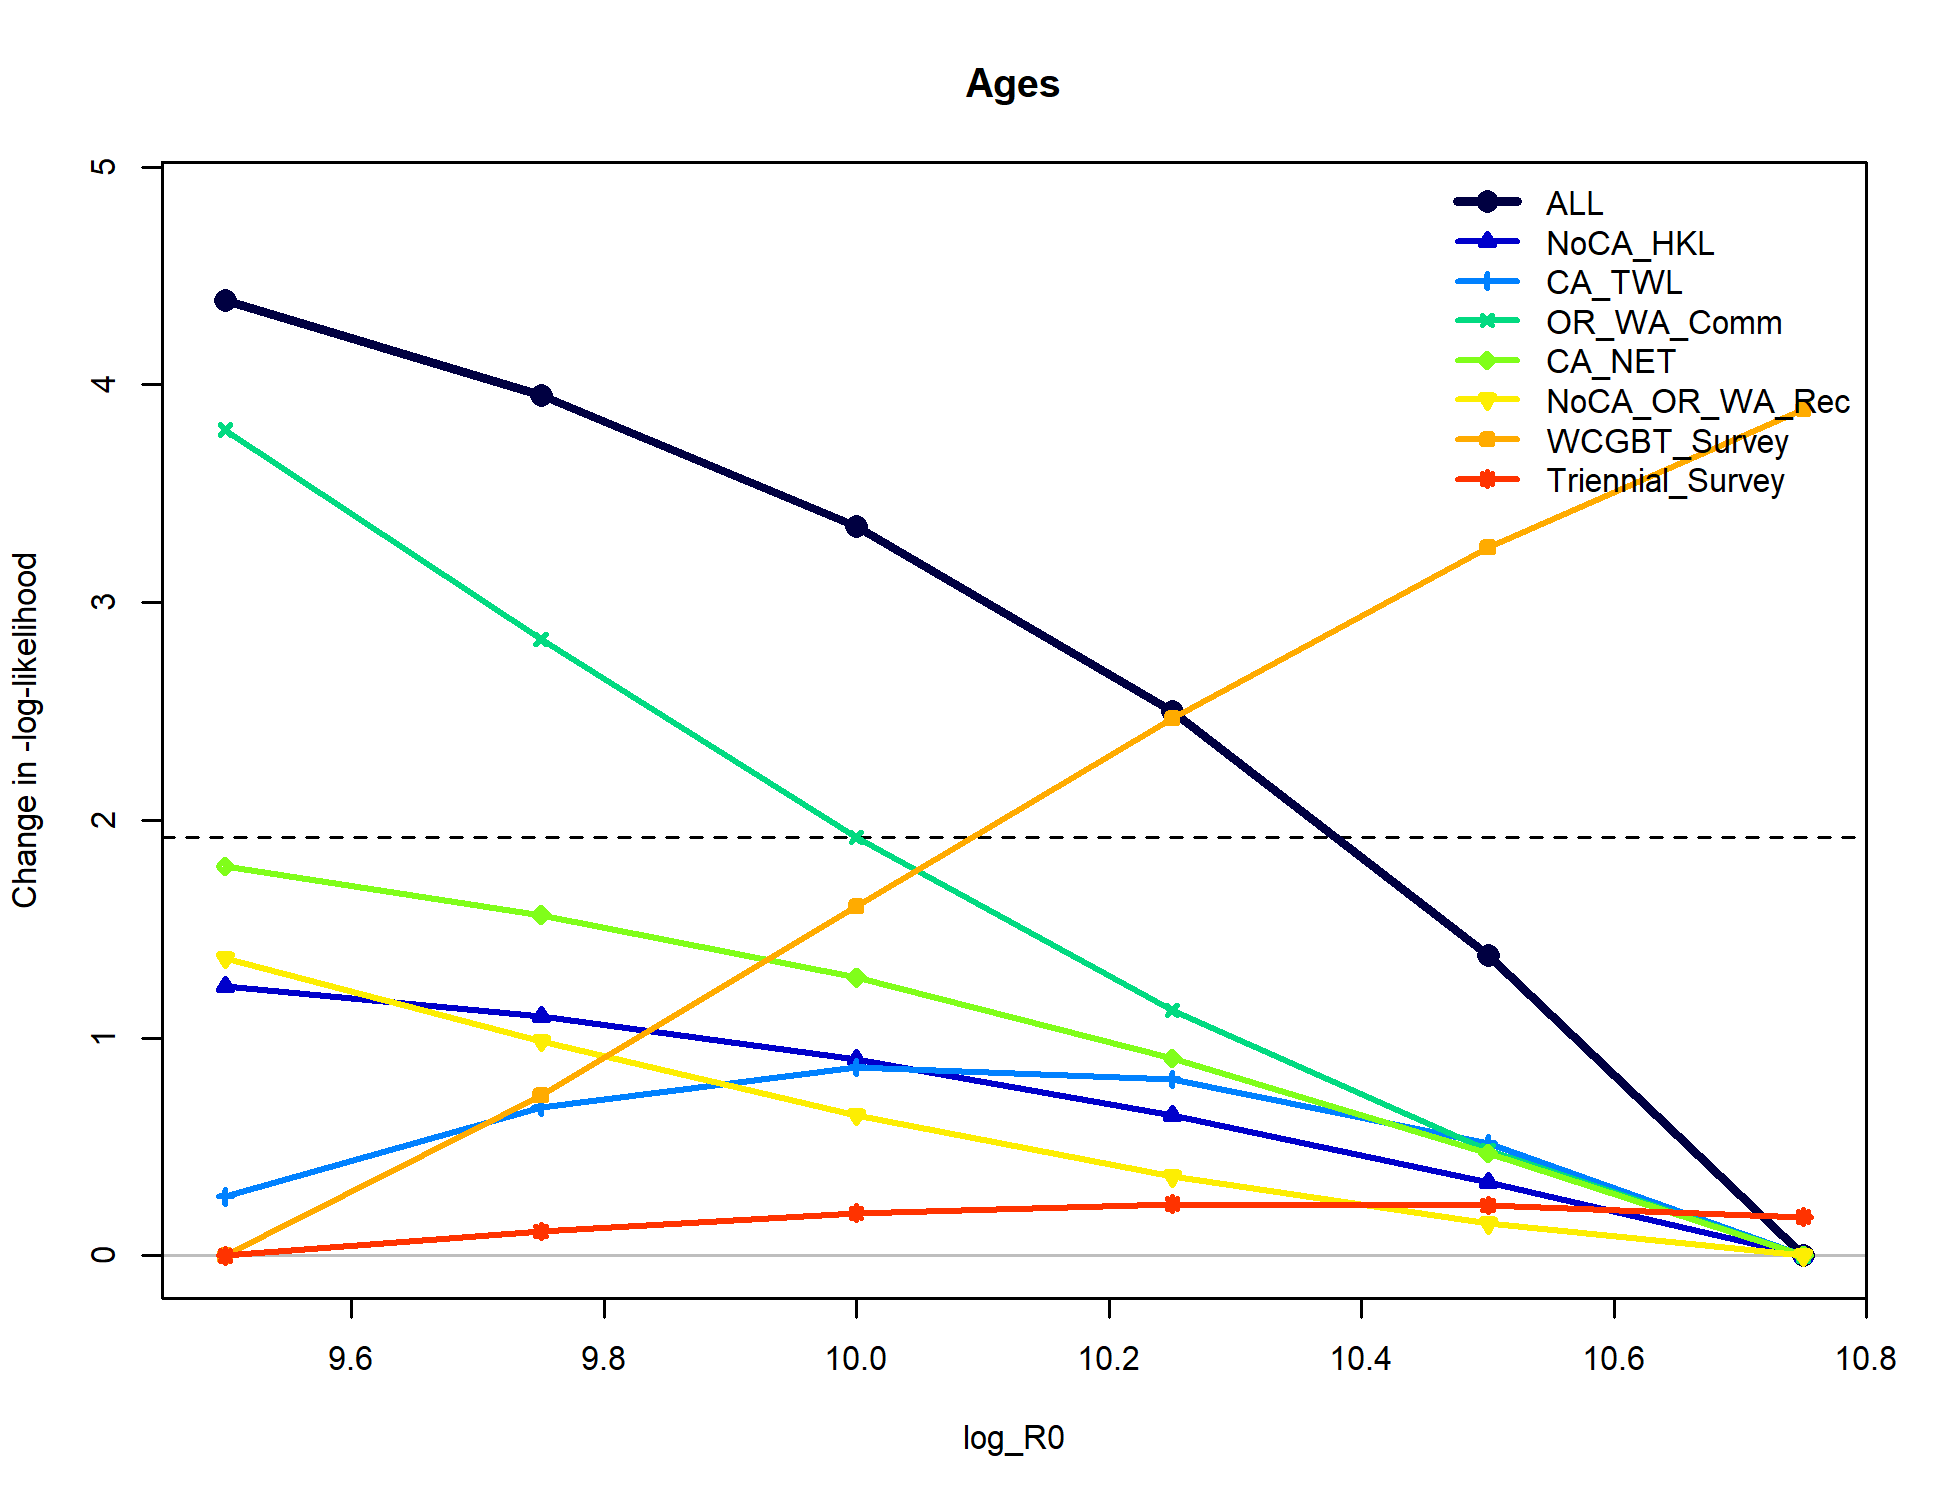 Ages
Change in -log-likelihood
5
4
3
2
1
0
ALL
NoCA_HKL
CA_TWL
OR_WA_Comm
CA_NET
NoCA_OR_WA_Rec
WCGBT_Survey
Triennial_Survey
9.6 9.8 10.0 10.2 10.4 10.6 10.8
log_R0